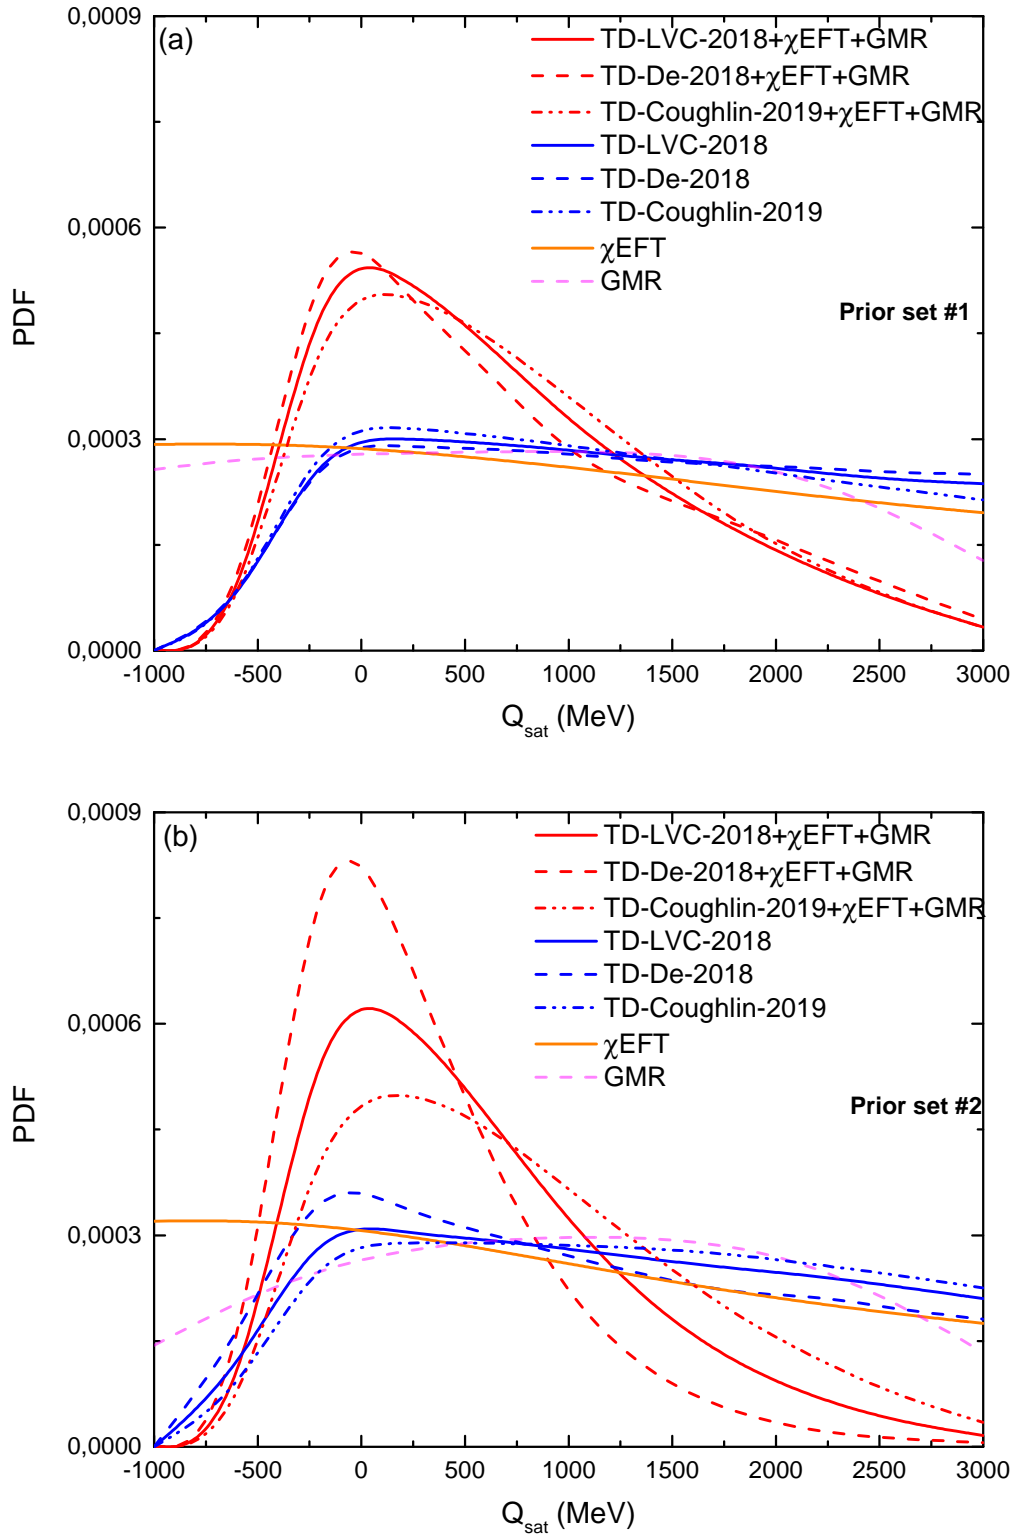 (a)
TD-LVC-2018+χEFT+GMR
TD-De-2018+χEFT+GMR
TD-Coughlin-2019+χEFT+GMR
TD-LVC-2018
TD-De-2018
TD-Coughlin-2019
χEFT
GMR
Prior set #1
PDF
0,0009
0,0006
0,0003
0,0000
-1000 -500 0 500 1000 1500 2000 2500 3000
Qsat (MeV)
(b)
TD-LVC-2018+χEFT+GMR
TD-De-2018+χEFT+GMR
TD-Coughlin-2019+χEFT+GMR
TD-LVC-2018
TD-De-2018
TD-Coughlin-2019
χEFT
GMR
Prior set #2
PDF
0,0009
0,0006
0,0003
0,0000
-1000 -500 0 500 1000 1500 2000 2500 3000
Qsat (MeV)